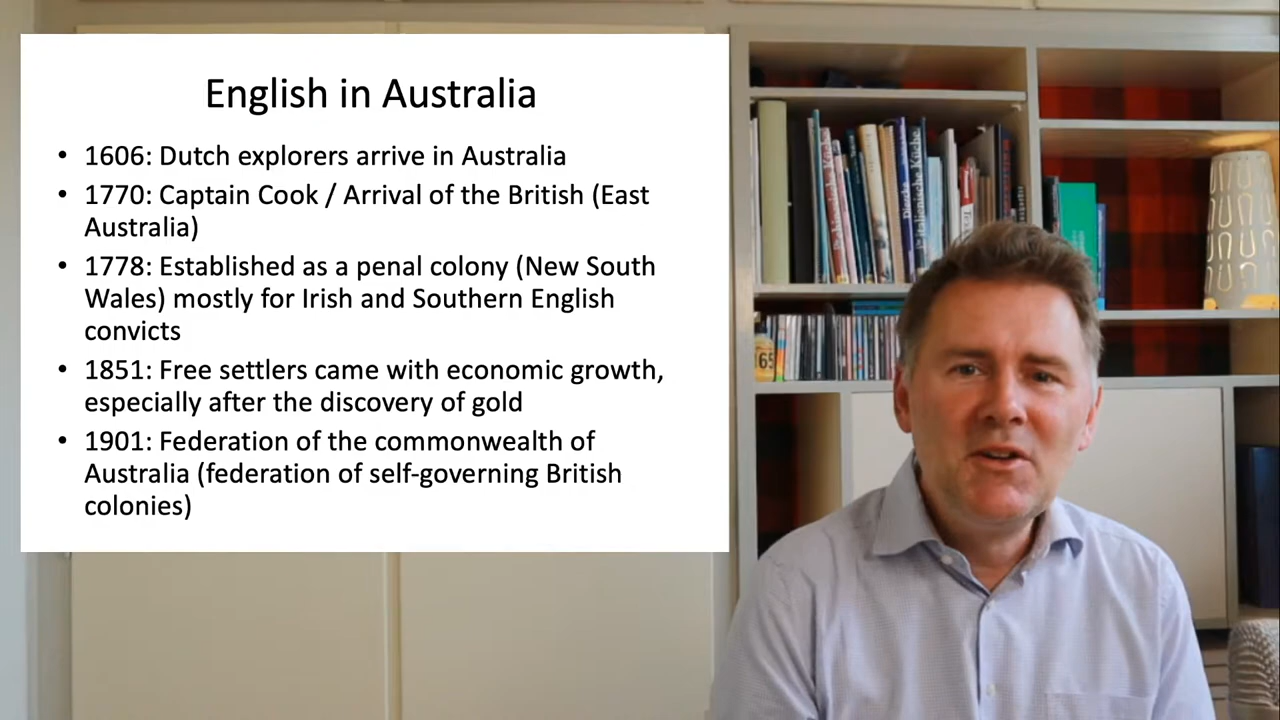 English in Australia
• 1606: Dutch explorers arrive in Australia
• 1770: Captain Cook / Arrival of the British (East
Australia)
• 1778: Established as a penal colony (New South
Wales) mostly for Irish and Southern English
convicts
• 1851: Free settlers came with economic growth,
especially after the discovery of gold
• 1901: Federation of the commonwealth of
Australia (federation of self-governing British
colonies)
Diercke
italienische Küche